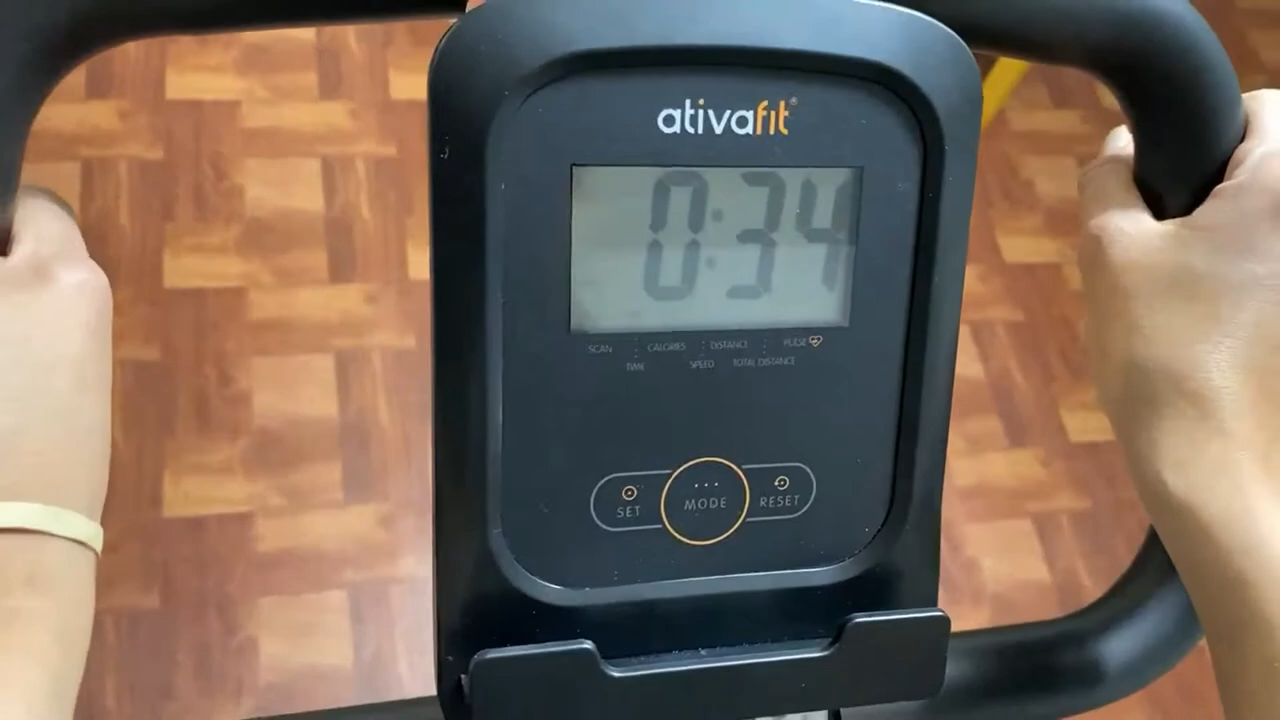 ativafit®
0:34
SCAN CALORIES DISTANCE PULSE
TIME SPEED TOTAL DISTANCE
SET MODE RESET